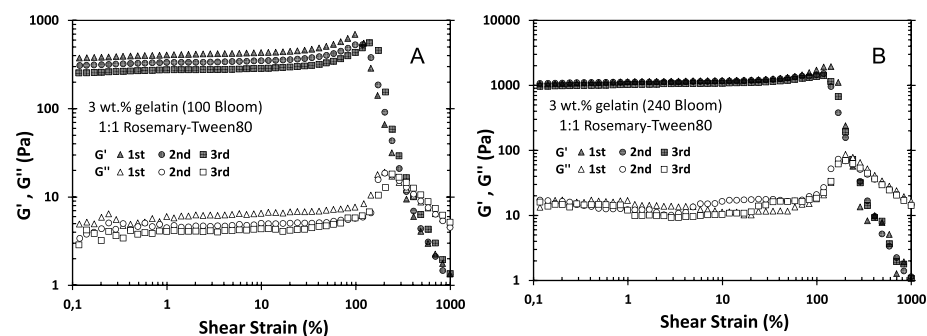 1000
100
10
1
G' , G'' (Pa)
A
3 wt.% gelatin (100 Bloom)
1:1 Rosemary-Tween80
G' 1st 2nd 3rd
G'' 1st 2nd 3rd
0,1 1 10 100 1000
Shear Strain (%)
10000
1000
100
10
1
G' , G'' (Pa)
B
3 wt.% gelatin (240 Bloom)
1:1 Rosemary-Tween80
G' 1st 2nd 3rd
G'' 1st 2nd 3rd
0,1 1 10 100 1000
Shear Strain (%)